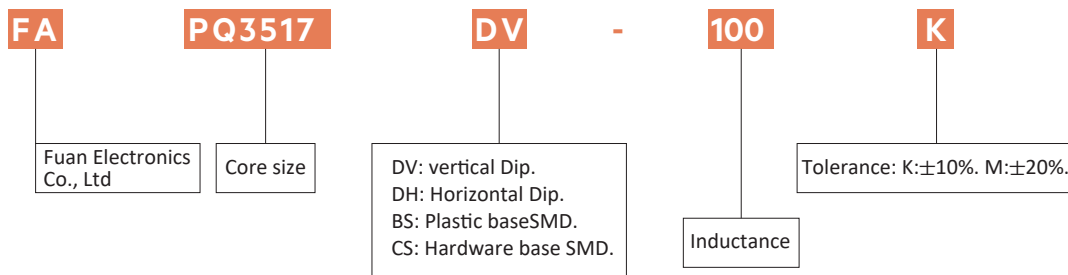 FA PQ3517 DV - 100 K
Fuan Electronics
Co., Ltd
Core size
DV: vertical Dip.
DH: Horizontal Dip.
BS: Plastic baseSMD.
CS: Hardware base SMD.
Inductance
Tolerance: K:±10%. M:±20%.